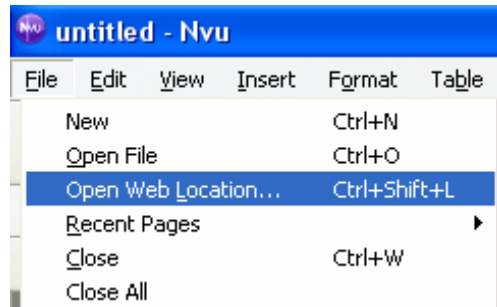 untitled - Nvu
File Edit View Insert Format Table
New Ctrl+N
Open File Ctrl+O
Open Web Location... Ctrl+Shift+L
Recent Pages
Close Ctrl+W
Close All